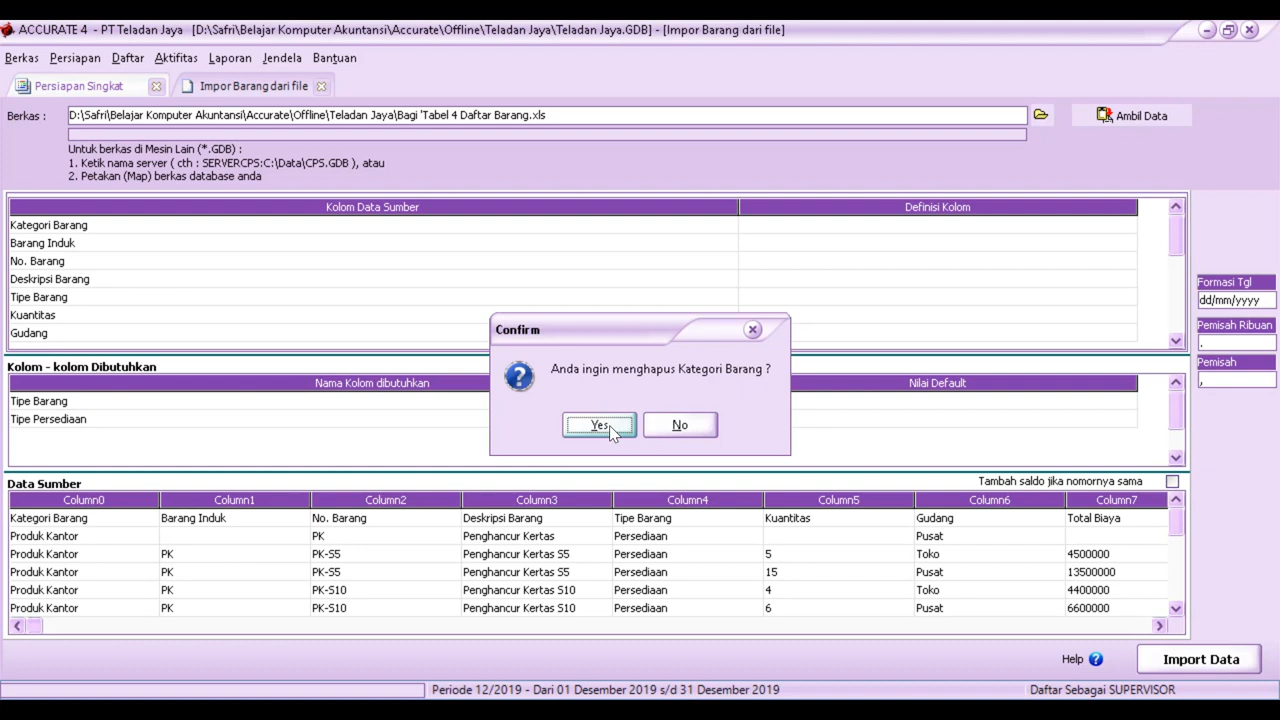 ACCURATE 4 - PT Teladan Jaya [D:\Safri\Belajar Komputer Akuntansi\Accurate\Offline\Teladan Jaya\Teladan Jaya.GDB] - [Impor Barang dari file]
Berkas Persiapan Daftar Aktifitas Laporan Jendela Bantuan
Persiapan Singkat Impor Barang dari file
Berkas : D:\Safri\Belajar Komputer Akuntansi\Accurate\Offline\Teladan Jaya\Bagi 'Tabel 4 Daftar Barang.xls Ambil Data
Untuk berkas di Mesin Lain (*.GDB) :
1. Ketik nama server ( cth : SERVERCPS:C:\Data\CPS.GDB ), atau
2. Petakan (Map) berkas database anda
Kolom Data Sumber Definisi Kolom
Kategori Barang
Barang Induk
No. Barang
Deskripsi Barang
Tipe Barang
Kuantitas
Gudang
Formasi Tgl
dd/mm/yyyy
Pemisah Ribuan
.
Pemisah
,
Confirm
Anda ingin menghapus Kategori Barang ?
Yes No
Kolom - kolom Dibutuhkan
Nama Kolom dibutuhkan Nilai Default
Tipe Barang
Tipe Persediaan
Data Sumber Tambah saldo jika nomornya sama
Column0 Column1 Column2 Column3 Column4 Column5 Column6 Column7
Kategori Barang Barang Induk No. Barang Deskripsi Barang Tipe Barang Kuantitas Gudang Total Biaya
Produk Kantor PK Penghancur Kertas Persediaan Pusat
Produk Kantor PK PK-S5 Penghancur Kertas S5 Persediaan 5 Toko 4500000
Produk Kantor PK PK-S5 Penghancur Kertas S5 Persediaan 15 Pusat 13500000
Produk Kantor PK PK-S10 Penghancur Kertas S10 Persediaan 4 Toko 4400000
Produk Kantor PK PK-S10 Penghancur Kertas S10 Persediaan 6 Pusat 6600000
Help Import Data
Periode 12/2019 - Dari 01 Desember 2019 s/d 31 Desember 2019 Daftar Sebagai SUPERVISOR